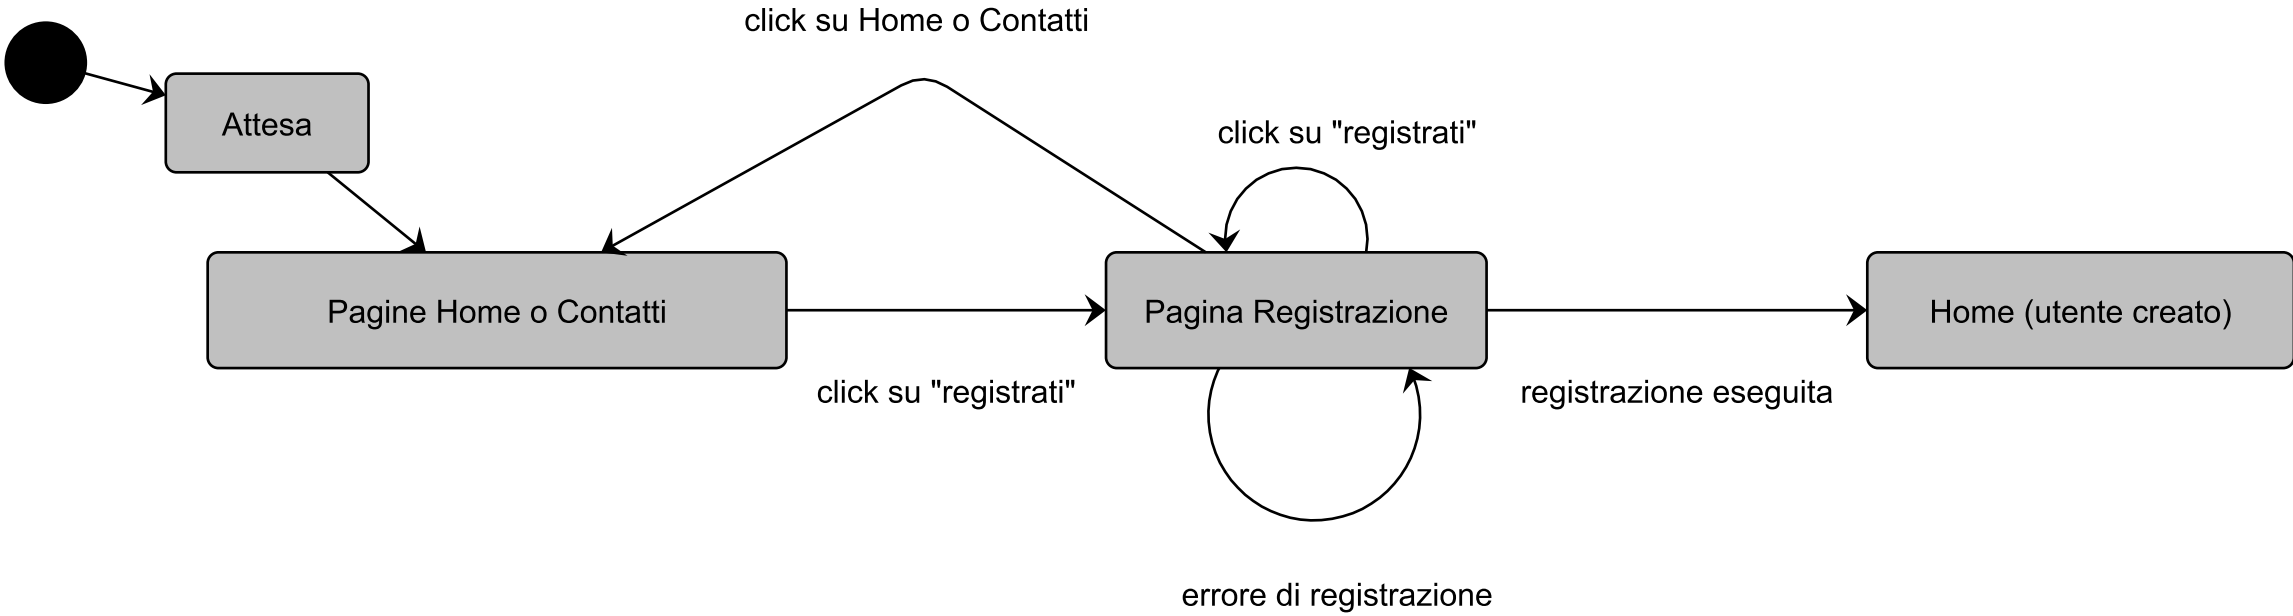 click su Home o Contatti
Attesa
click su "registrati"
Pagine Home o Contatti
Pagina Registrazione
Home (utente creato)
click su "registrati"
registrazione eseguita
errore di registrazione